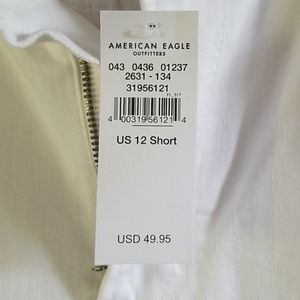 AMERICAN EAGLE
OUTFITTERS
043 0436 01237
2631 - 134
31956121
FL_517
4 00319 56121 4
US 12 Short
USD 49.95